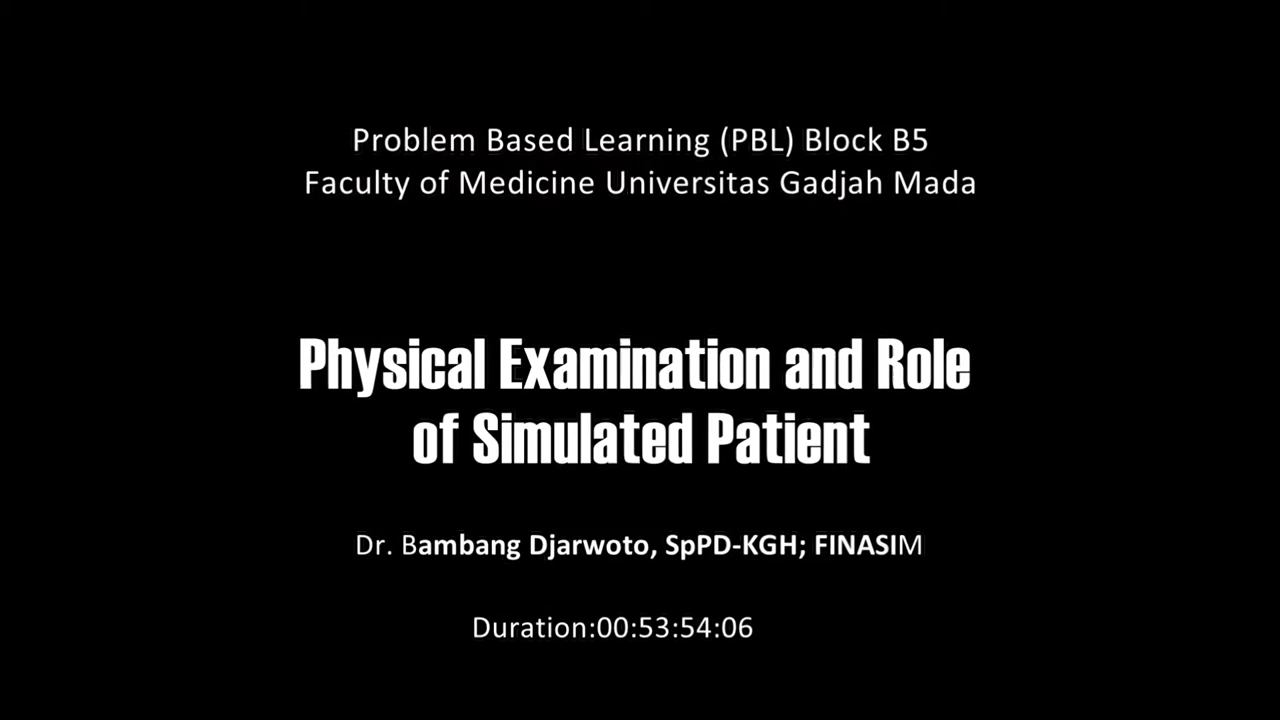 Problem Based Learning (PBL) Block B5
Faculty of Medicine Universitas Gadjah Mada
Physical Examination and Role
of Simulated Patient
Dr. Bambang Djarwoto, SpPD-KGH; FINASIM
Duration:00:53:54:06